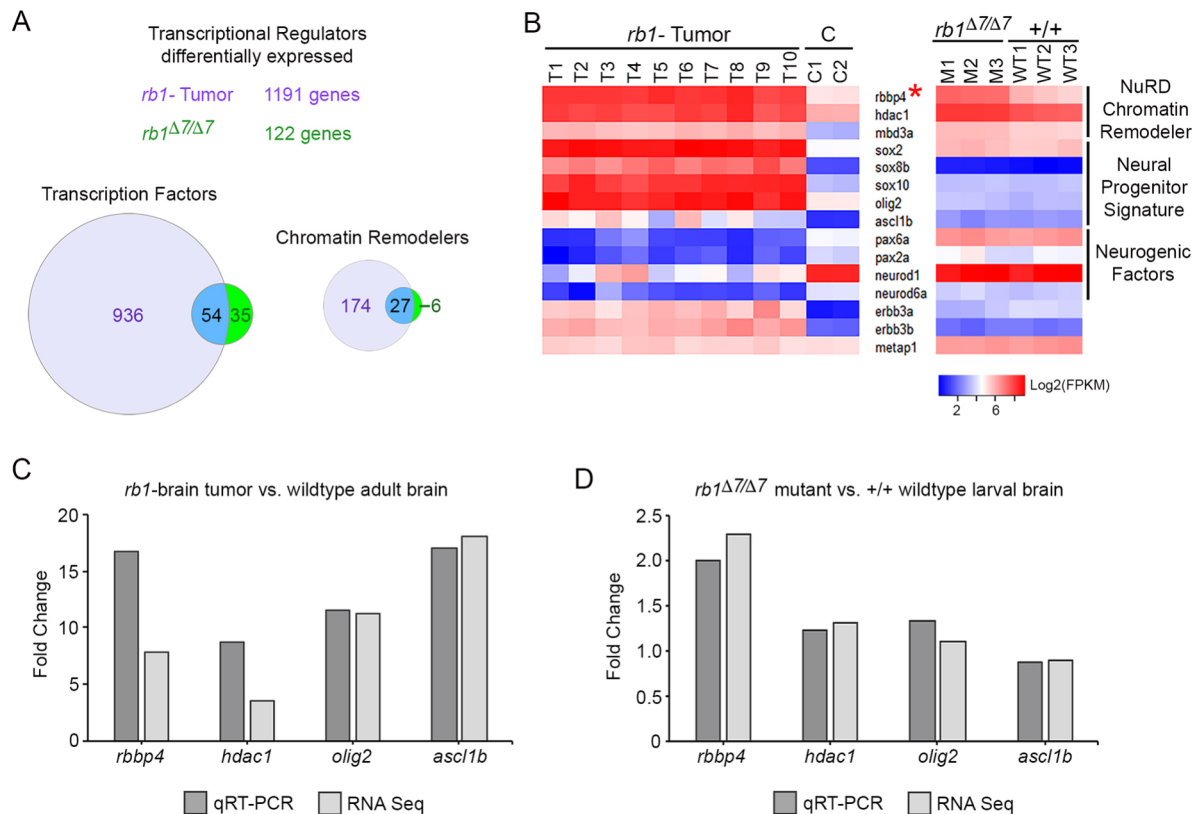 A
Transcriptional Regulators
differentially expressed
rb1- Tumor 1191 genes
rb1Δ7/Δ7 122 genes
Transcription Factors
936 54 35
Chromatin Remodelers
174 27 6
B
rb1- Tumor C
T1 T2 T3 T4 T5 T6 T7 T8 T9 T10 C1 C2
rb1Δ7/Δ7 +/+
M1 M2 M3 WT1 WT2 WT3
rbbp4 *
hdac1
mbd3a
sox2
sox8b
sox10
olig2
ascl1b
pax6a
pax2a
neurod1
neurod6a
erbb3a
erbb3b
metap1
NuRD
Chromatin
Remodeler
Neural
Progenitor
Signature
Neurogenic
Factors
Log2(FPKM)
2 6
C
rb1-brain tumor vs. wildtype adult brain
Fold Change
20
15
10
5
0
rbbp4 hdac1 olig2 ascl1b
qRT-PCR RNA Seq
D
rb1Δ7/Δ7 mutant vs. +/+ wildtype larval brain
Fold Change
2.5
2.0
1.5
1.0
0.5
0
rbbp4 hdac1 olig2 ascl1b
qRT-PCR RNA Seq